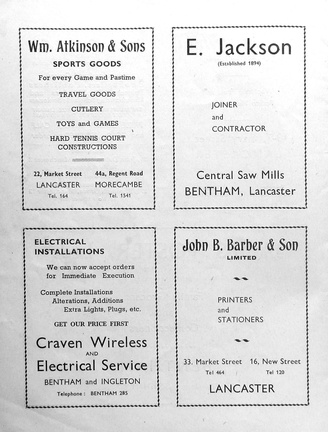 Wm. Atkinson & Sons
SPORTS GOODS
For every Game and Pastime
TRAVEL GOODS
CUTLERY
TOYS and GAMES
HARD TENNIS COURT
CONSTRUCTIONS
22, Market Street 44a, Regent Road
LANCASTER MORECAMBE
Tel. 164 Tel. 1541
E. Jackson
(Established 1894)
JOINER
and
CONTRACTOR
Central Saw Mills
BENTHAM, Lancaster
ELECTRICAL
INSTALLATIONS
We can now accept orders
for Immediate Execution
Complete Installations
Alterations, Additions
Extra Lights, Plugs, etc.
GET OUR PRICE FIRST
Craven Wireless
AND
Electrical Service
BENTHAM and INGLETON
Telephone: BENTHAM 285
John B. Barber & Son
LIMITED
PRINTERS
and
STATIONERS
33, Market Street 16, New Street
Tel 464 Tel 120
LANCASTER